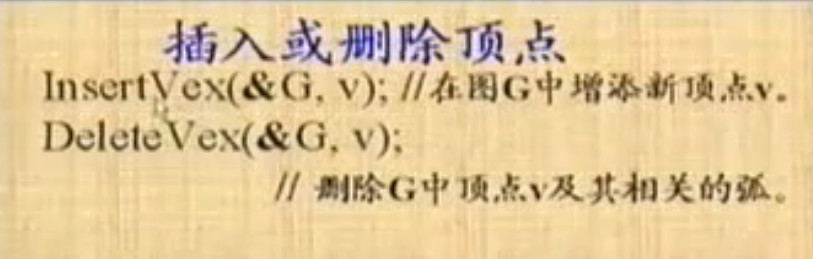 插入或删除顶点
InsertVex(&G, v); //在图G中增添新顶点v。
DeleteVex(&G, v);
// 删除G中顶点v及其相关的弧。